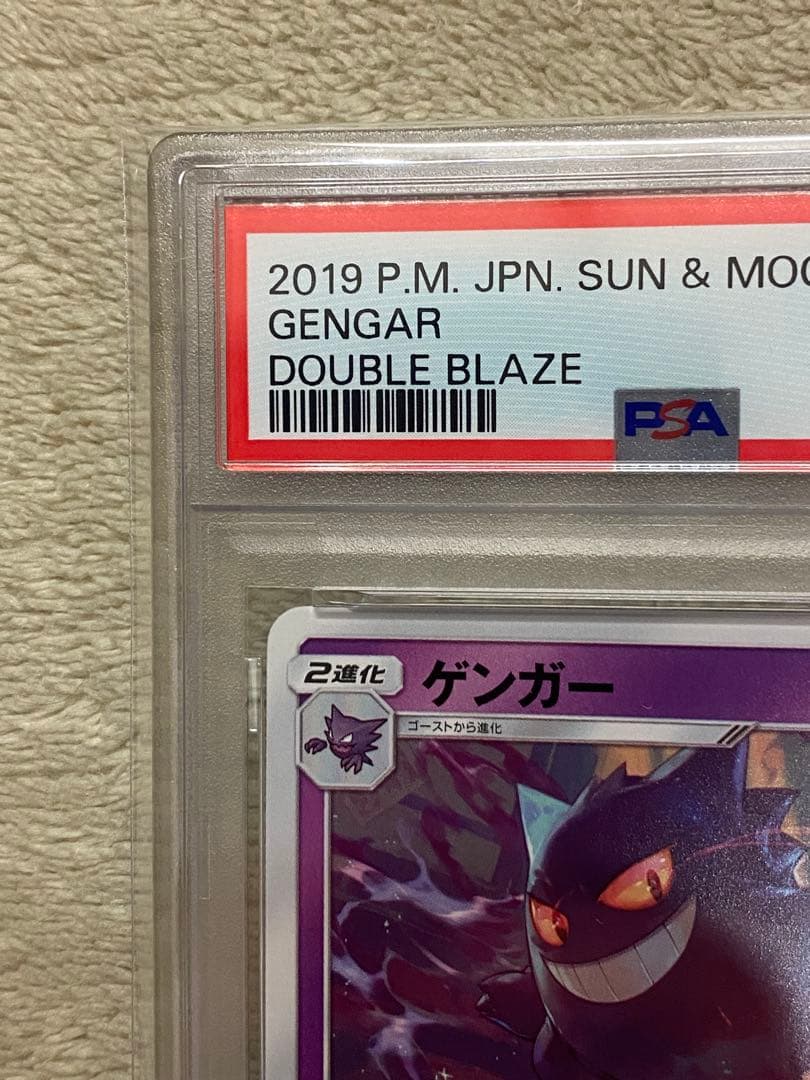 2019 P.M. JPN. SUN & MOO
GENGAR
DOUBLE BLAZE
PSA
2進化
ゲンガー
ゴーストから進化